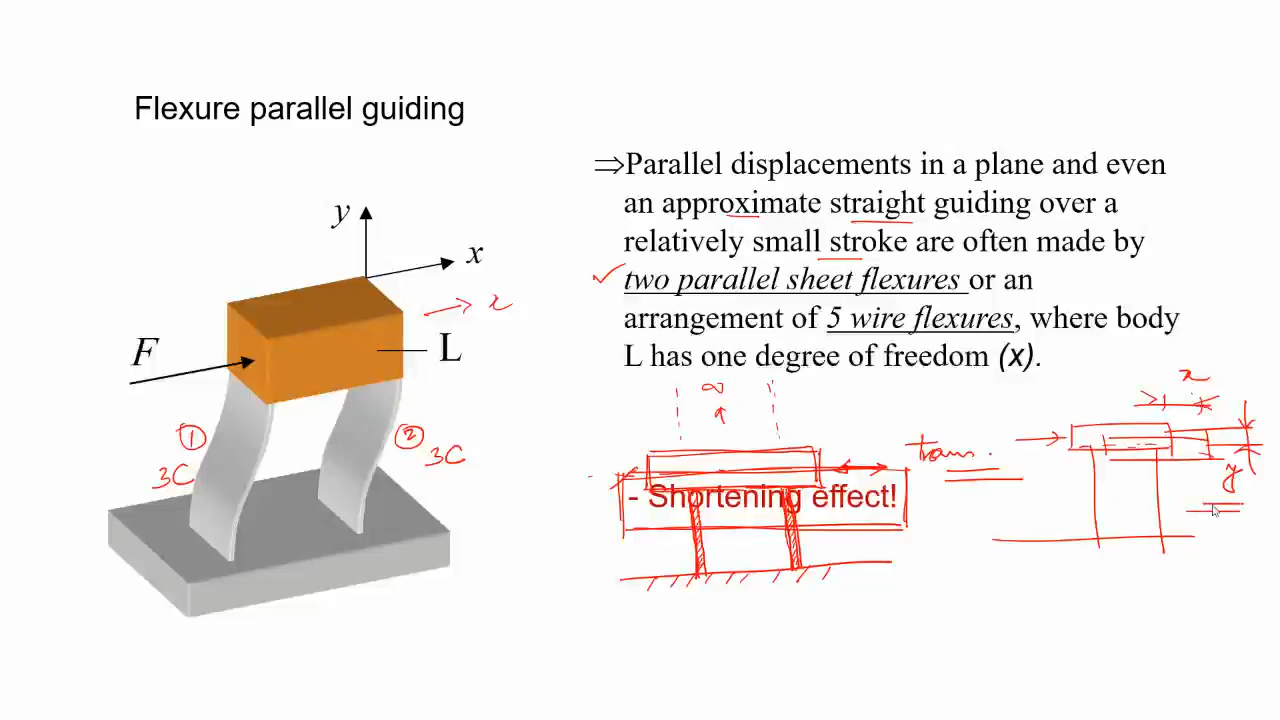 Flexure parallel guiding
⇒Parallel displacements in a plane and even
an approximate straight guiding over a
relatively small stroke are often made by
two parallel sheet flexures or an
arrangement of 5 wire flexures, where body
L has one degree of freedom (x).
y
x
x
F
L
1
2
3C
3C
∞
tran.
x
y
- Shortening effect!